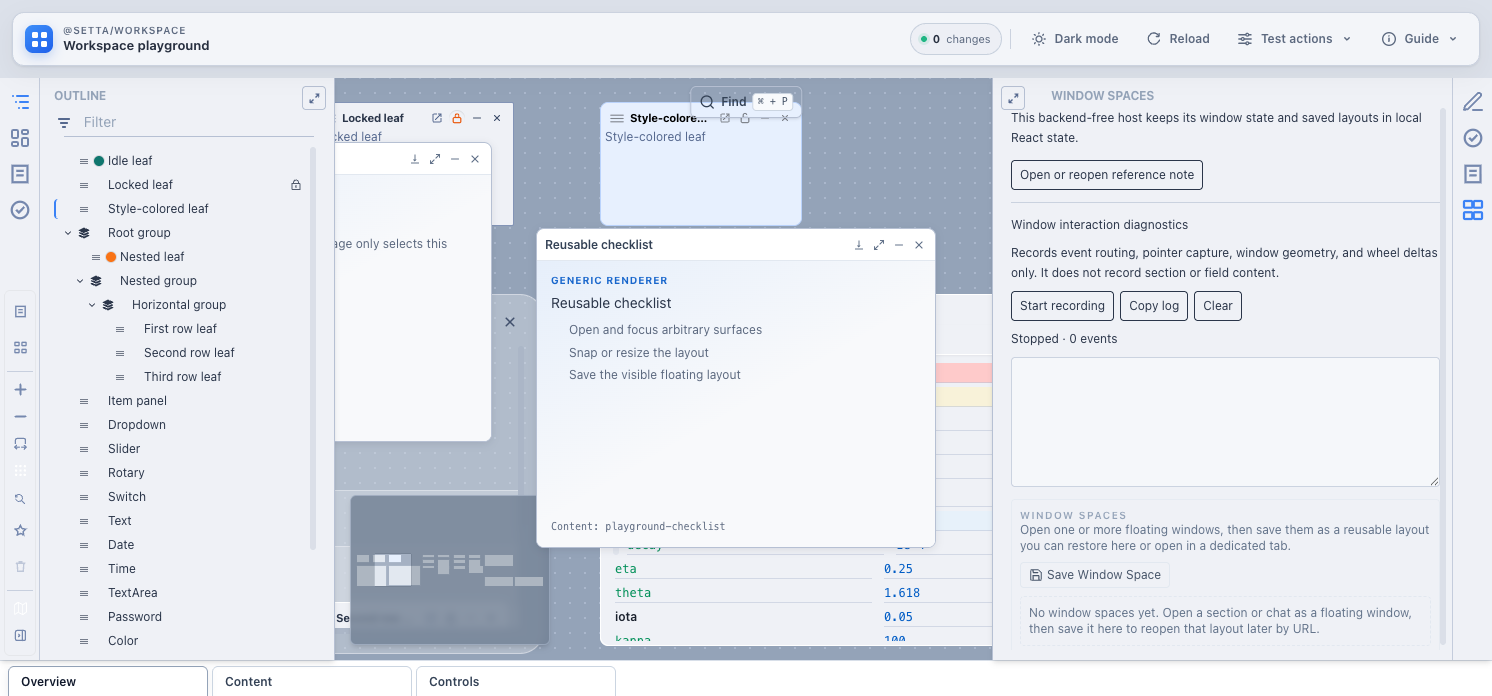 @SETTA/WORKSPACE
Workspace playground
0 changes
Dark mode
Reload
Test actions
Guide
OUTLINE
Filter
Idle leaf
Locked leaf
Style-colored leaf
Root group
Nested leaf
Nested group
Horizontal group
First row leaf
Second row leaf
Third row leaf
Item panel
Dropdown
Slider
Rotary
Switch
Text
Date
Time
TextArea
Password
Color
Locked leaf
cked leaf
age only selects this
Find ⌘ + P
Style-colore...
Style-colored leaf
Reusable checklist
GENERIC RENDERER
Reusable checklist
Open and focus arbitrary surfaces
Snap or resize the layout
Save the visible floating layout
Content: playground-checklist
eta 0.25
theta 1.618
iota 0.05
kappa 100
WINDOW SPACES
This backend-free host keeps its window state and saved layouts in local
React state.
Open or reopen reference note
Window interaction diagnostics
Records event routing, pointer capture, window geometry, and wheel deltas
only. It does not record section or field content.
Start recording
Copy log
Clear
Stopped · 0 events
WINDOW SPACES
Open one or more floating windows, then save them as a reusable layout
you can restore here or open in a dedicated tab.
Save Window Space
No window spaces yet. Open a section or chat as a floating window,
then save it here to reopen that layout later by URL.
Overview
Content
Controls